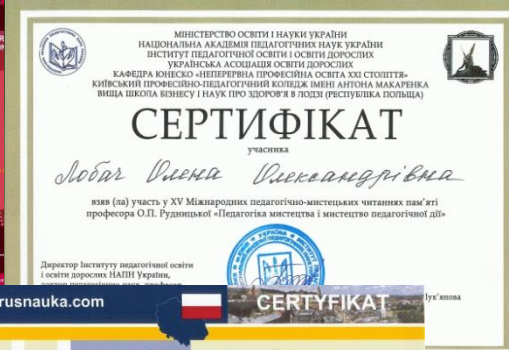 МІНІСТЕРСТВО ОСВІТИ І НАУКИ УКРАЇНИ
НАЦІОНАЛЬНА АКАДЕМІЯ ПЕДАГОГІЧНИХ НАУК УКРАЇНИ
ІНСТИТУТ ПЕДАГОГІЧНОЇ ОСВІТИ І ОСВІТИ ДОРОСЛИХ
УКРАЇНСЬКА АСОЦІАЦІЯ ОСВІТИ ДОРОСЛИХ
КАФЕДРА ЮНЕСКО «НЕПЕРЕРВНА ПРОФЕСІЙНА ОСВІТА ХХІ СТОЛІТТЯ»
КИЇВСЬКИЙ ПРОФЕСІЙНО-ПЕДАГОГІЧНИЙ КОЛЕДЖ ІМЕНІ АНТОНА МАКАРЕНКА
ВИЩА ШКОЛА БІЗНЕСУ І НАУК ПРО ЗДОРОВ'Я В ЛОДЗІ (РЕСПУБЛІКА ПОЛЬЩА)
СЕРТИФІКАТ
учасника
Лобач Олена Олександрівна
взяв (ла) участь у XV Міжнародних педагогічно-мистецьких читаннях пам'яті
професора О.П. Рудницької «Педагогіка мистецтва і мистецтво педагогічної дії»
Директор Інституту педагогічної освіти
і освіти дорослих НАПН України,
rusnauka.com
CERTYFIKAT